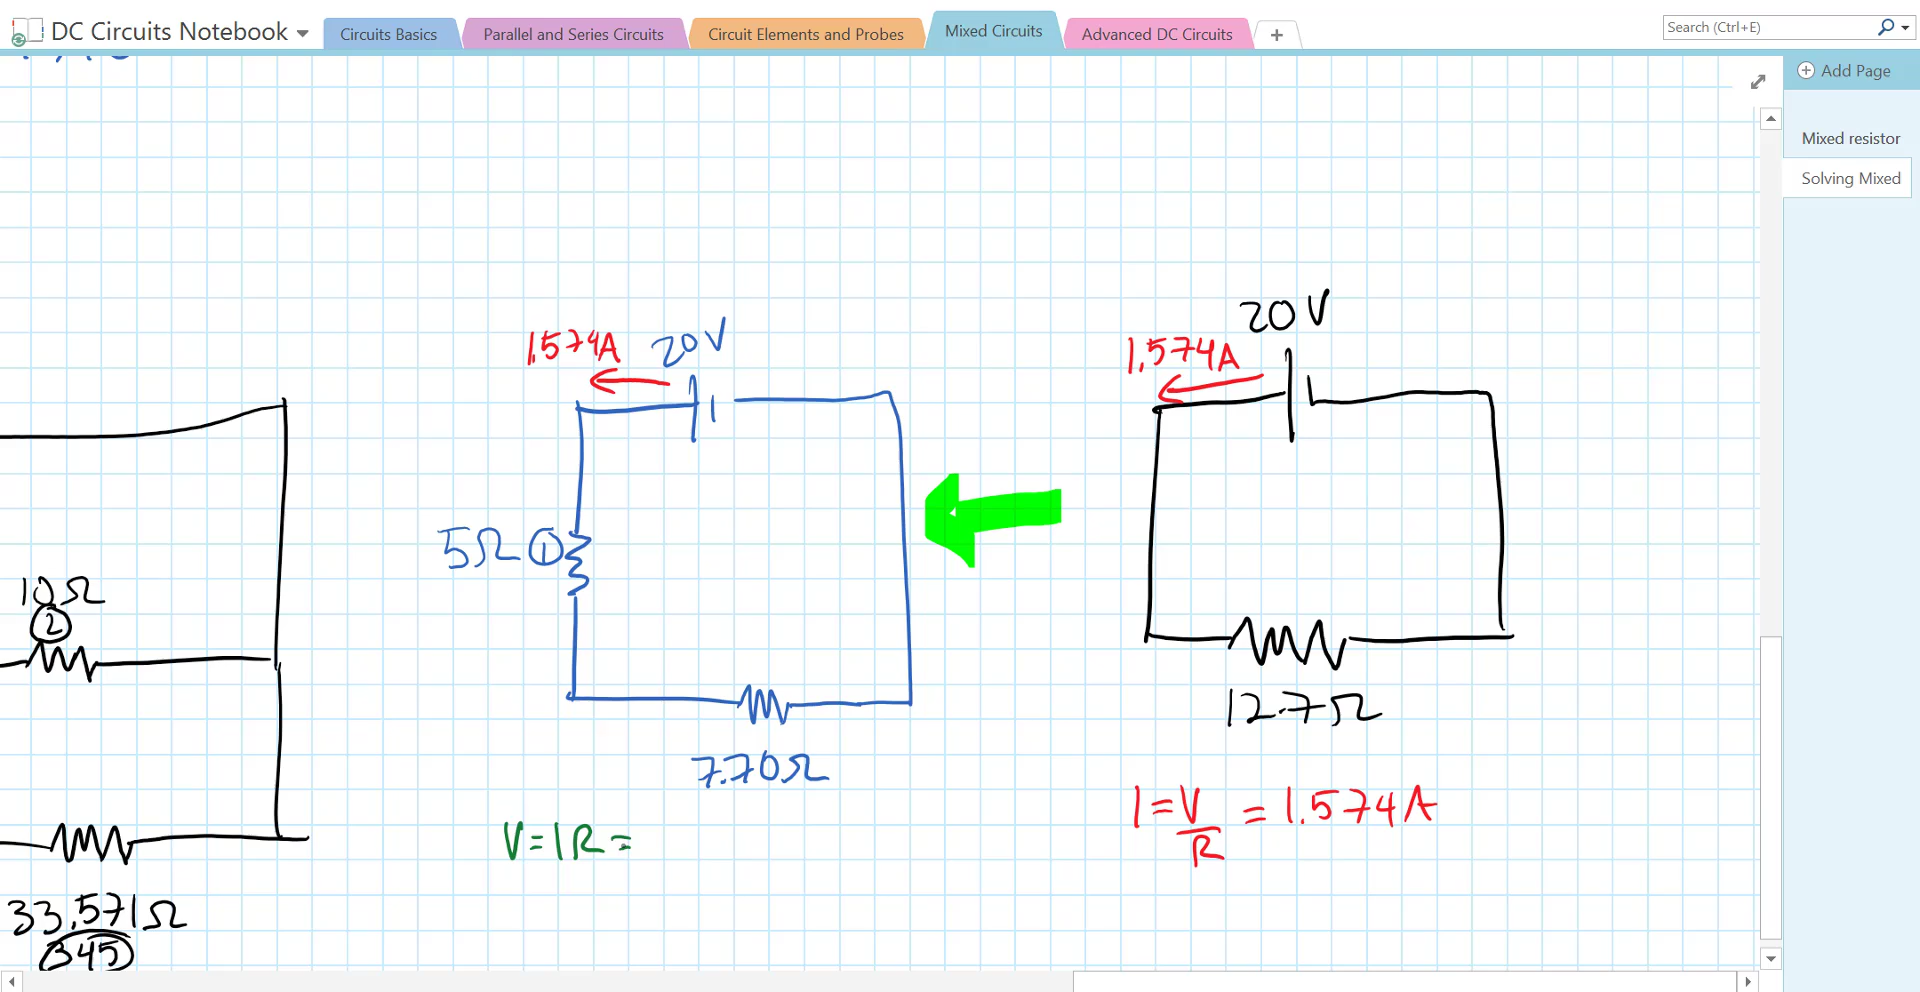 DC Circuits Notebook
Circuits Basics
Parallel and Series Circuits
Circuit Elements and Probes
Mixed Circuits
Advanced DC Circuits
+
Search (Ctrl+E)
Add Page
Mixed resistor
Solving Mixed
20V
1.574A
20V
1.574A
5Ω ①
10Ω
②
12.7Ω
7.70Ω
I = V/R = 1.574A
V = IR =
33.571Ω
345